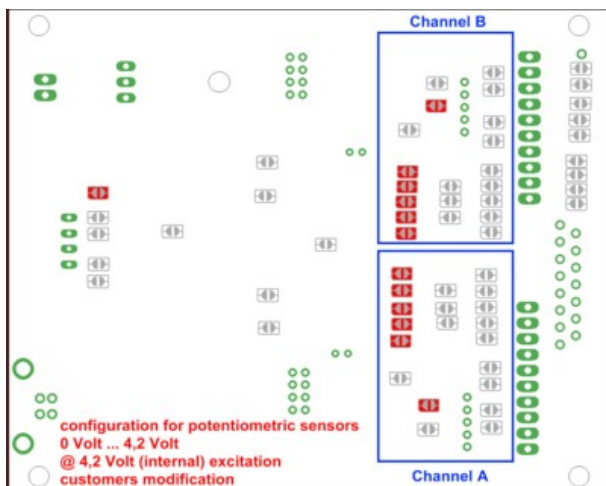 Channel B
configuration for potentiometric sensors
0 Volt ... 4,2 Volt
@ 4,2 Volt (internal) excitation
customers modification
Channel A